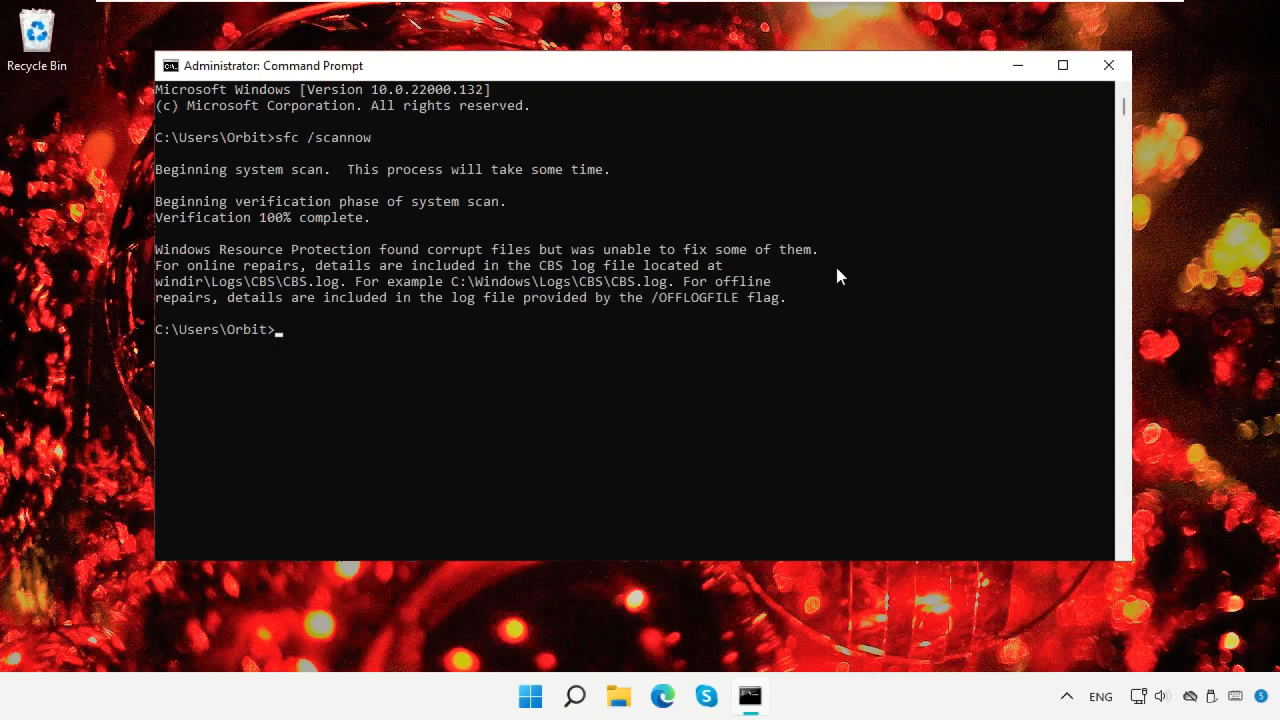 Recycle Bin
Administrator: Command Prompt
Microsoft Windows [Version 10.0.22000.132]
(c) Microsoft Corporation. All rights reserved.
C:\Users\Orbit>sfc /scannow
Beginning system scan.  This process will take some time.
Beginning verification phase of system scan.
Verification 100% complete.
Windows Resource Protection found corrupt files but was unable to fix some of them.
For online repairs, details are included in the CBS log file located at
windir\Logs\CBS\CBS.log. For example C:\Windows\Logs\CBS\CBS.log. For offline
repairs, details are included in the log file provided by the /OFFLOGFILE flag.
C:\Users\Orbit>
ENG
5